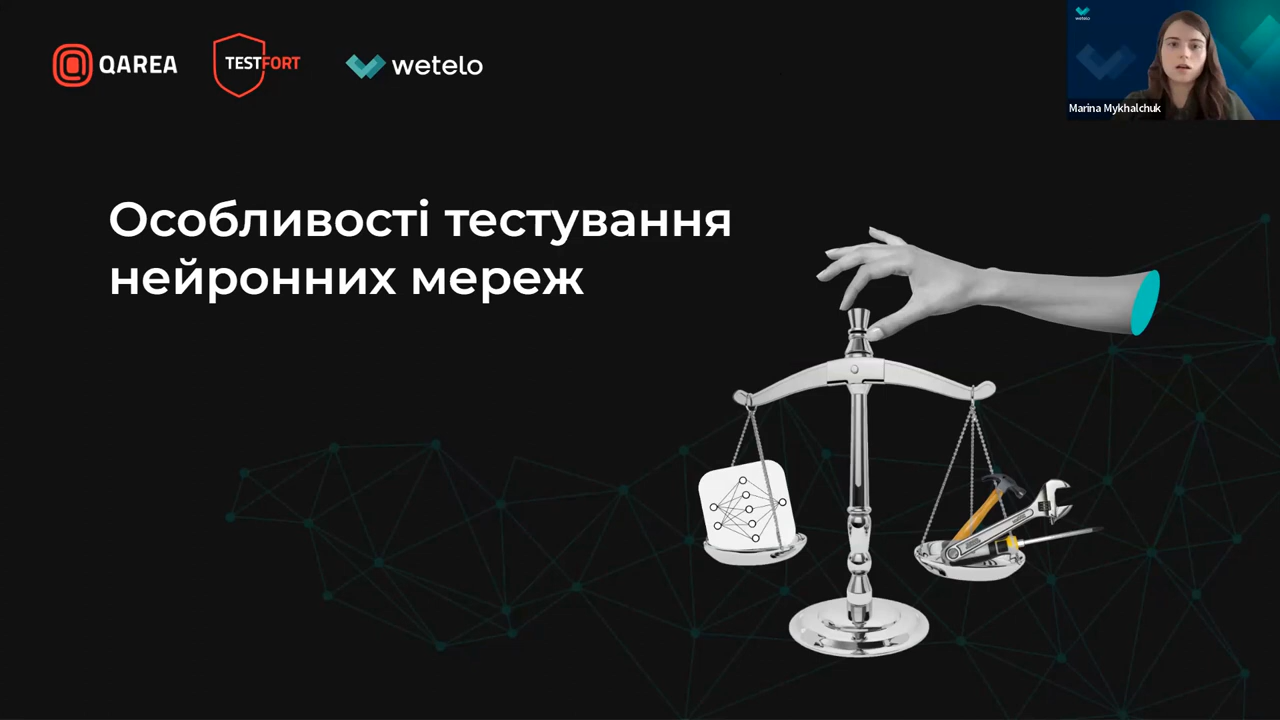 QAREA
TESTFORT
wetelo
wetelo
Marina Mykhalchuk
Особливості тестування
нейронних мереж